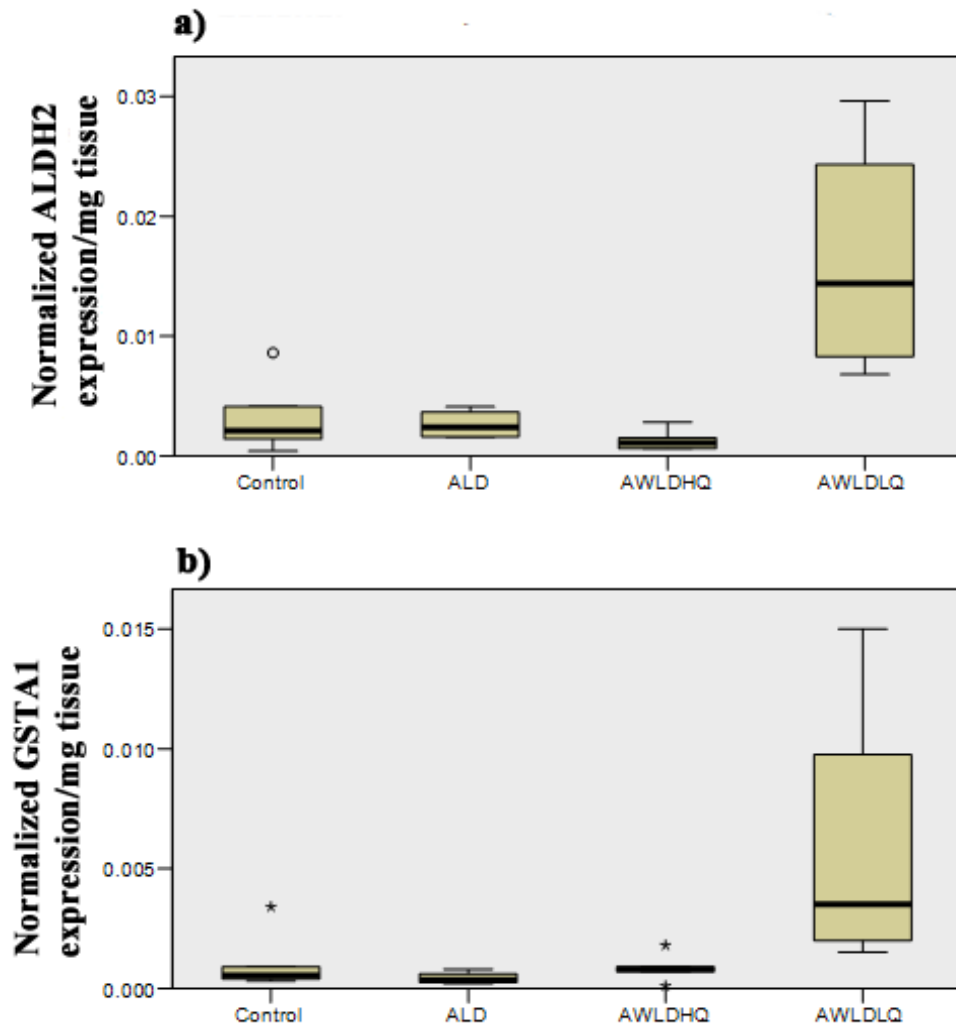 a)
Normalized ALDH2
expression/mg tissue
0.03
0.02
0.01
0.00
Control ALD AWLDHQ AWLDLQ
b)
Normalized GSTA1
expression/mg tissue
0.015
0.010
0.005
0.000
Control ALD AWLDHQ AWLDLQ